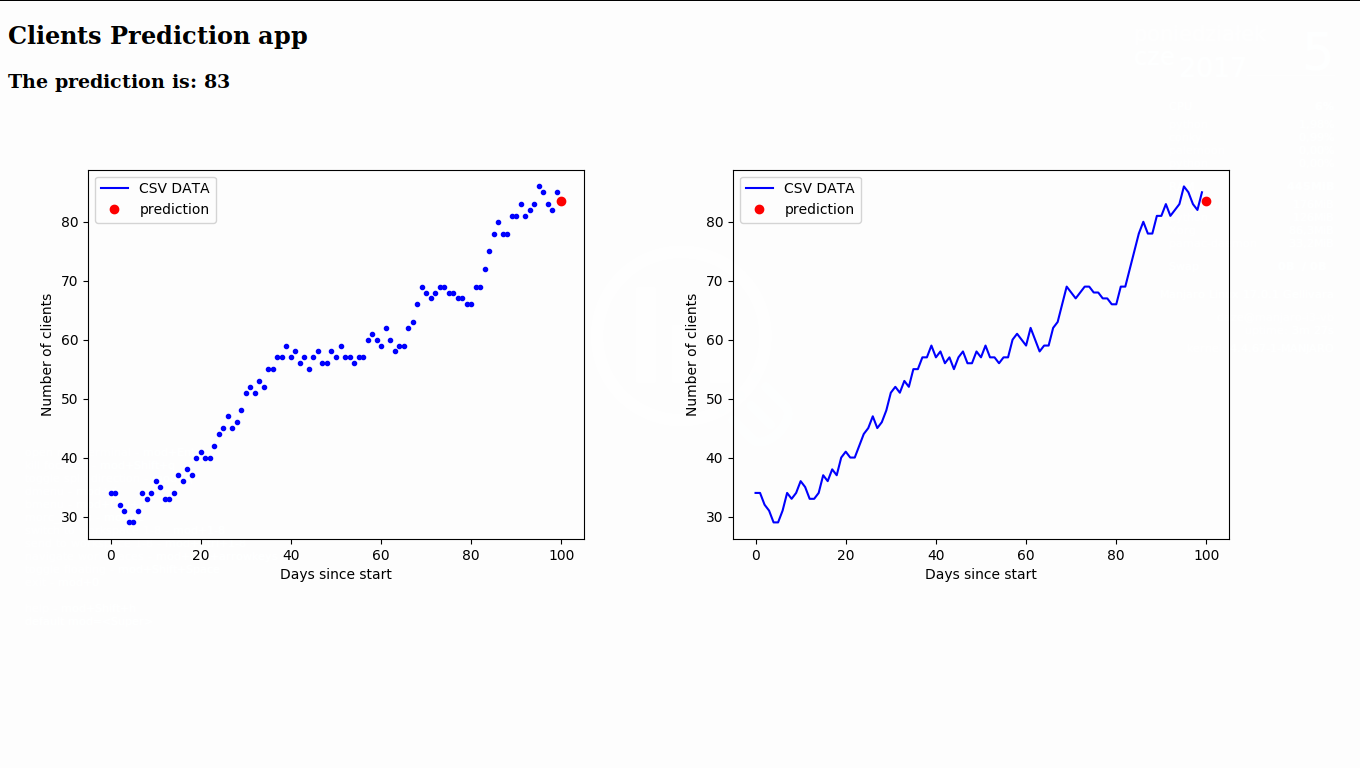 Clients Prediction app
The prediction is: 83
CSV DATA
prediction
80
70
60
50
40
30
Number of clients
0 20 40 60 80 100
Days since start
CSV DATA
prediction
80
70
60
50
40
30
Number of clients
0 20 40 60 80 100
Days since start